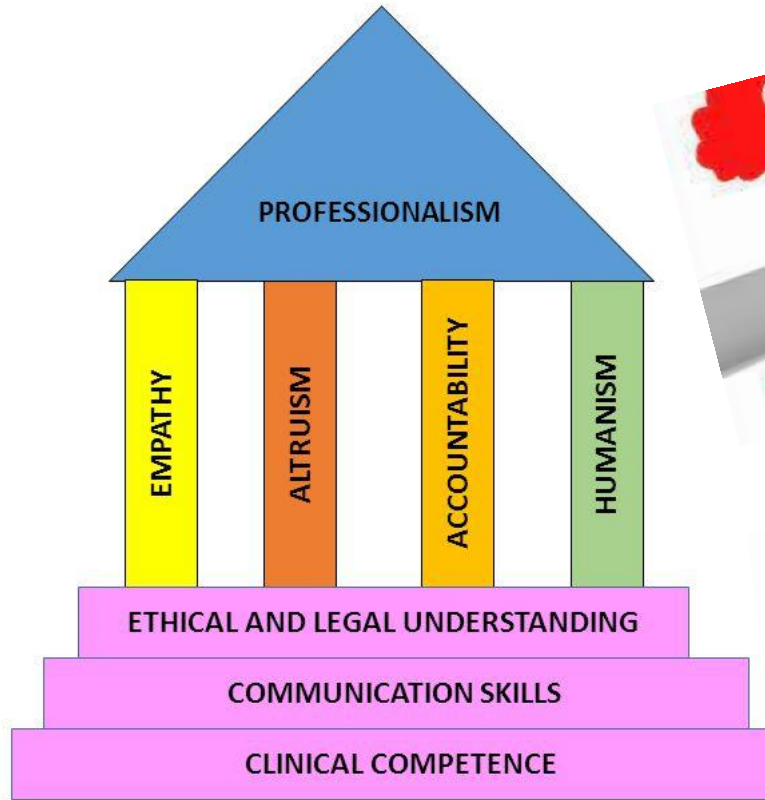 PROFESSIONALISM
EMPATHY
ALTRUISM
ACCOUNTABILITY
HUMANISM
ETHICAL AND LEGAL UNDERSTANDING
COMMUNICATION SKILLS
CLINICAL COMPETENCE